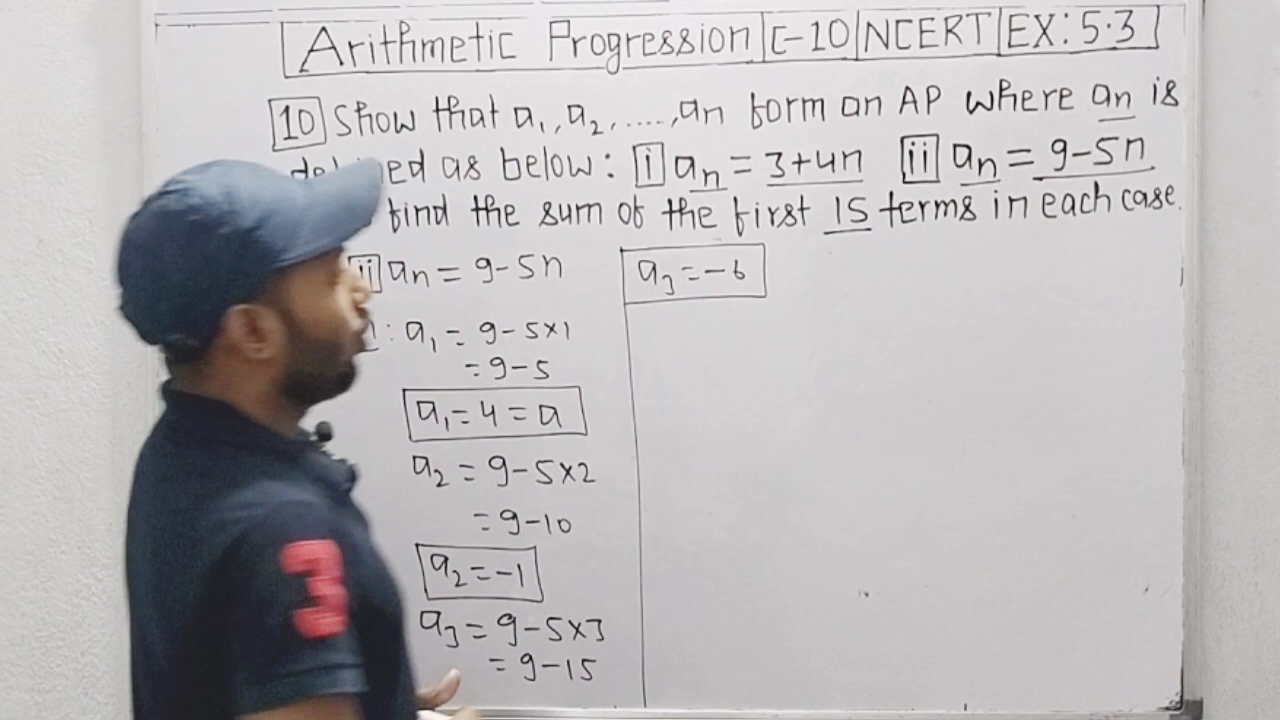 Arithmetic Progression C-10 NCERT EX: 5.3
10 Show that a₁, a₂, ....., an form an AP where an is
ed as below: i an = 3+4n ii an = 9-5n
find the sum of the first 15 terms in each case.
ii an = 9-5n
: a₁ = 9-5×1
= 9-5
a₁ = 4 = a
a₂ = 9-5×2
= 9-10
a₂ = -1
a₃ = 9-5×3
= 9-15
a₃ = -6
3